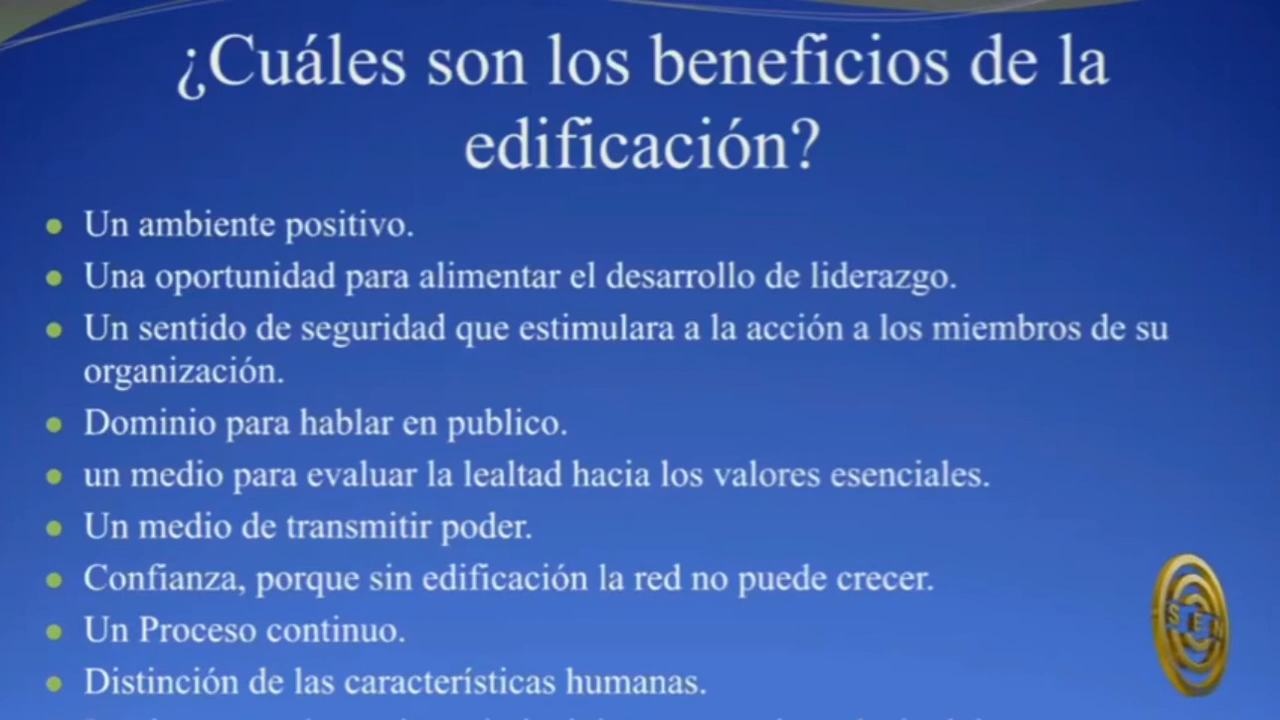 ¿Cuáles son los beneficios de la
edificación?
Un ambiente positivo.
Una oportunidad para alimentar el desarrollo de liderazgo.
Un sentido de seguridad que estimulara a la acción a los miembros de su
organización.
Dominio para hablar en publico.
un medio para evaluar la lealtad hacia los valores esenciales.
Un medio de transmitir poder.
Confianza, porque sin edificación la red no puede crecer.
Un Proceso continuo.
Distinción de las características humanas.
SEN